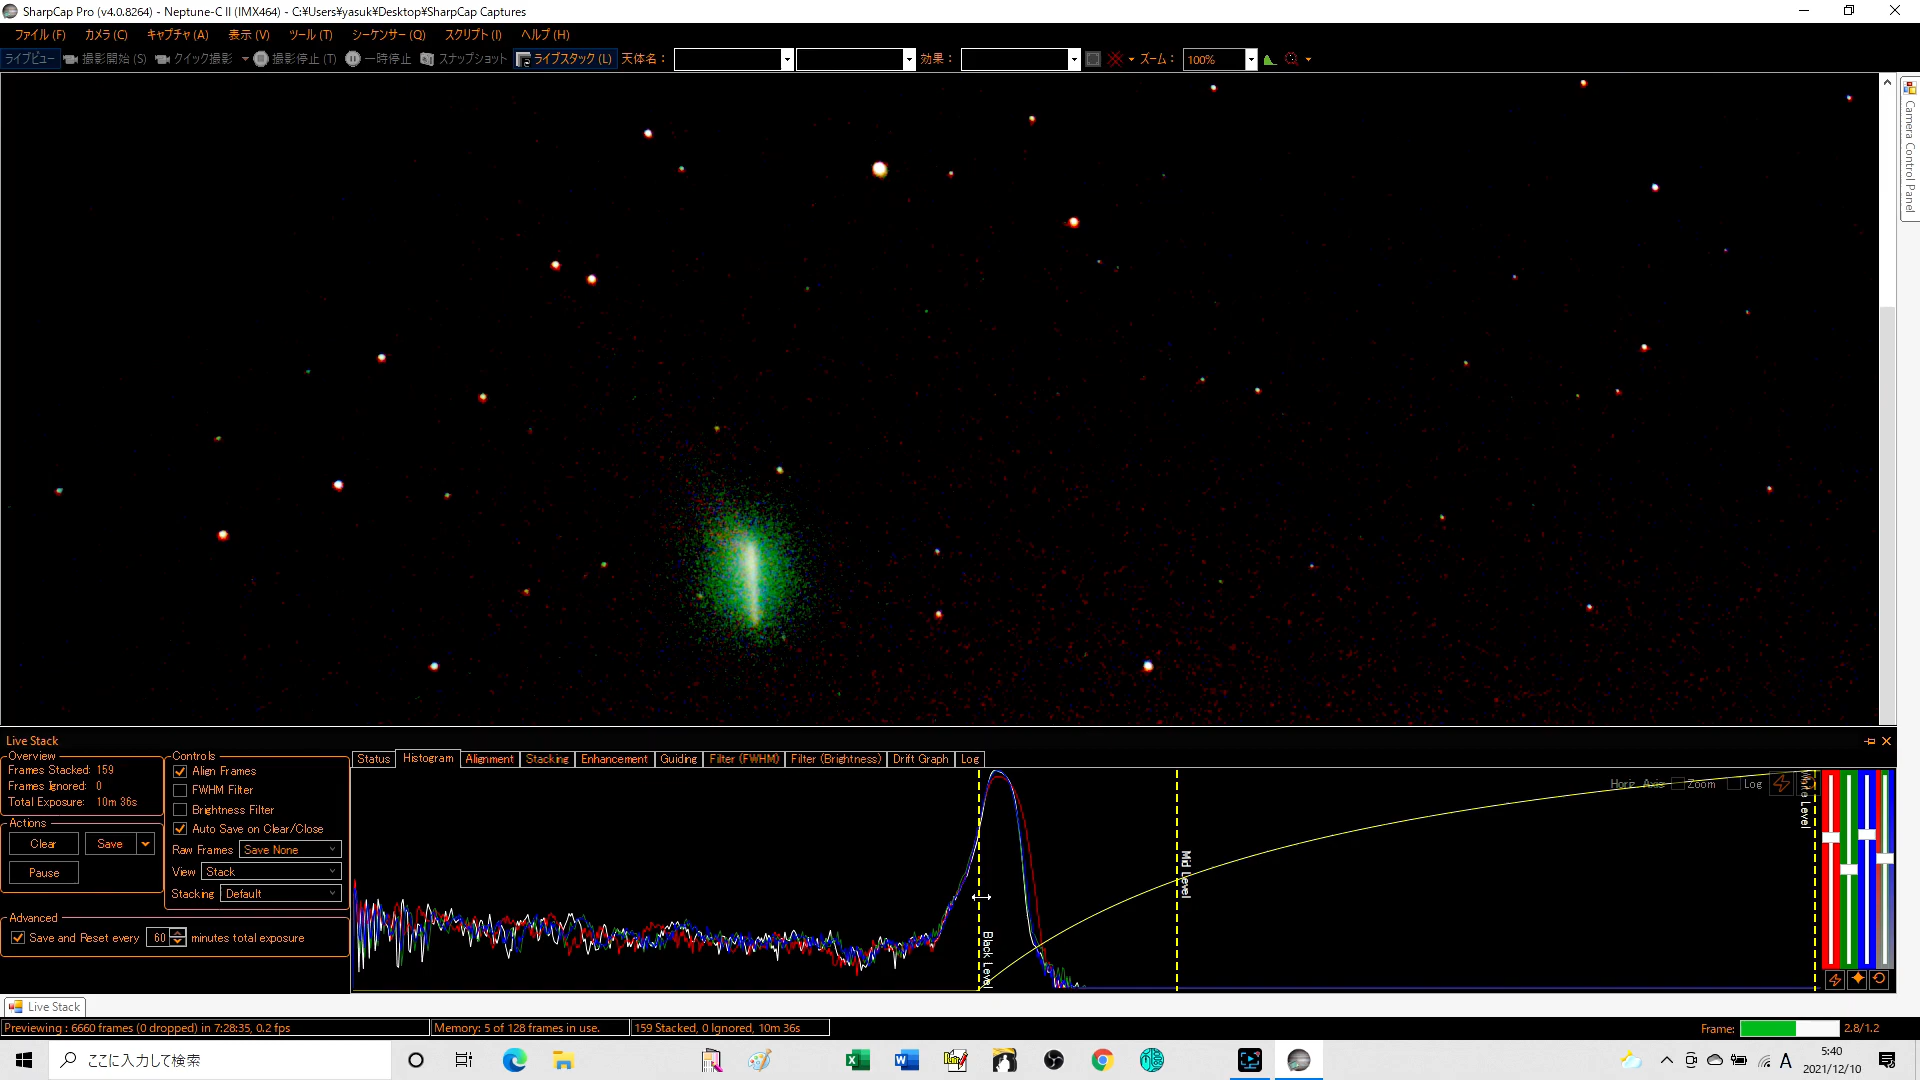 SharpCap Pro (v4.0.8264) - Neptune-C II (IMX464) - C:¥Users¥yasuk¥Desktop¥SharpCap Captures
ファイル (F) カメラ (C) キャプチャ (A) 表示 (V) ツール (T) シーケンサー (Q) スクリプト (I) ヘルプ (H)
ライブビュー 撮影開始 (S) クイック撮影 撮影停止 (T) 一時停止 スナップショット ライブスタック (L) 天体名: 効果: ズーム: 100%
Camera Control Panel
Live Stack
Overview
Frames Stacked: 159
Frames Ignored: 0
Total Exposure: 10m 36s
Actions
Clear Save
Pause
Controls
Align Frames
FWHM Filter
Brightness Filter
Auto Save on Clear/Close
Raw Frames Save None
View Stack
Stacking Default
Advanced
Save and Reset every 60 minutes total exposure
Status Histogram Alignment Stacking Enhancement Guiding Filter (FWHM) Filter (Brightness) Drift Graph Log
Horiz Axis Zoom Log
Black Level
Mid Level
White Level
Live Stack
Previewing : 6660 frames (0 dropped) in 7:28:35, 0.2 fps Memory: 5 of 128 frames in use. 159 Stacked, 0 Ignored, 10m 36s Frame: 2.8/1.2
ここに入力して検索
A
5:40
2021/12/10